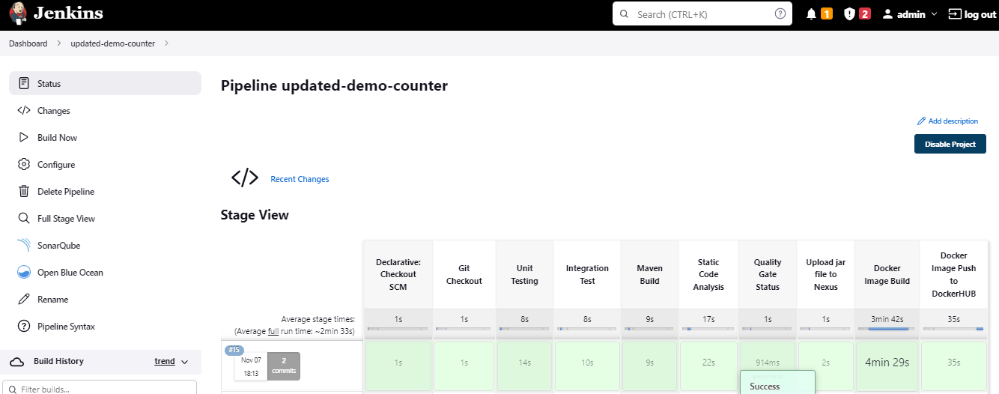 Jenkins
Search (CTRL+K)
1
2
admin
log out
Dashboard
updated-demo-counter
Status
Changes
Build Now
Configure
Delete Pipeline
Full Stage View
SonarQube
Open Blue Ocean
Rename
Pipeline Syntax
Build History
trend
Filter builds...
Pipeline updated-demo-counter
Add description
Disable Project
Recent Changes
Stage View
Declarative:
Checkout
SCM
Git
Checkout
Unit
Testing
Integration
Test
Maven
Build
Static
Code
Analysis
Quality
Gate
Status
Upload jar
file to
Nexus
Docker
Image Build
Docker
Image Push
to
DockerHUB
Average stage times:
(Average full run time: ~2min 33s)
1s
1s
8s
8s
9s
17s
1s
1s
3min 42s
35s
#15
Nov 07
18:13
2
commits
1s
1s
14s
10s
9s
22s
914ms
2s
4min 29s
35s
Success